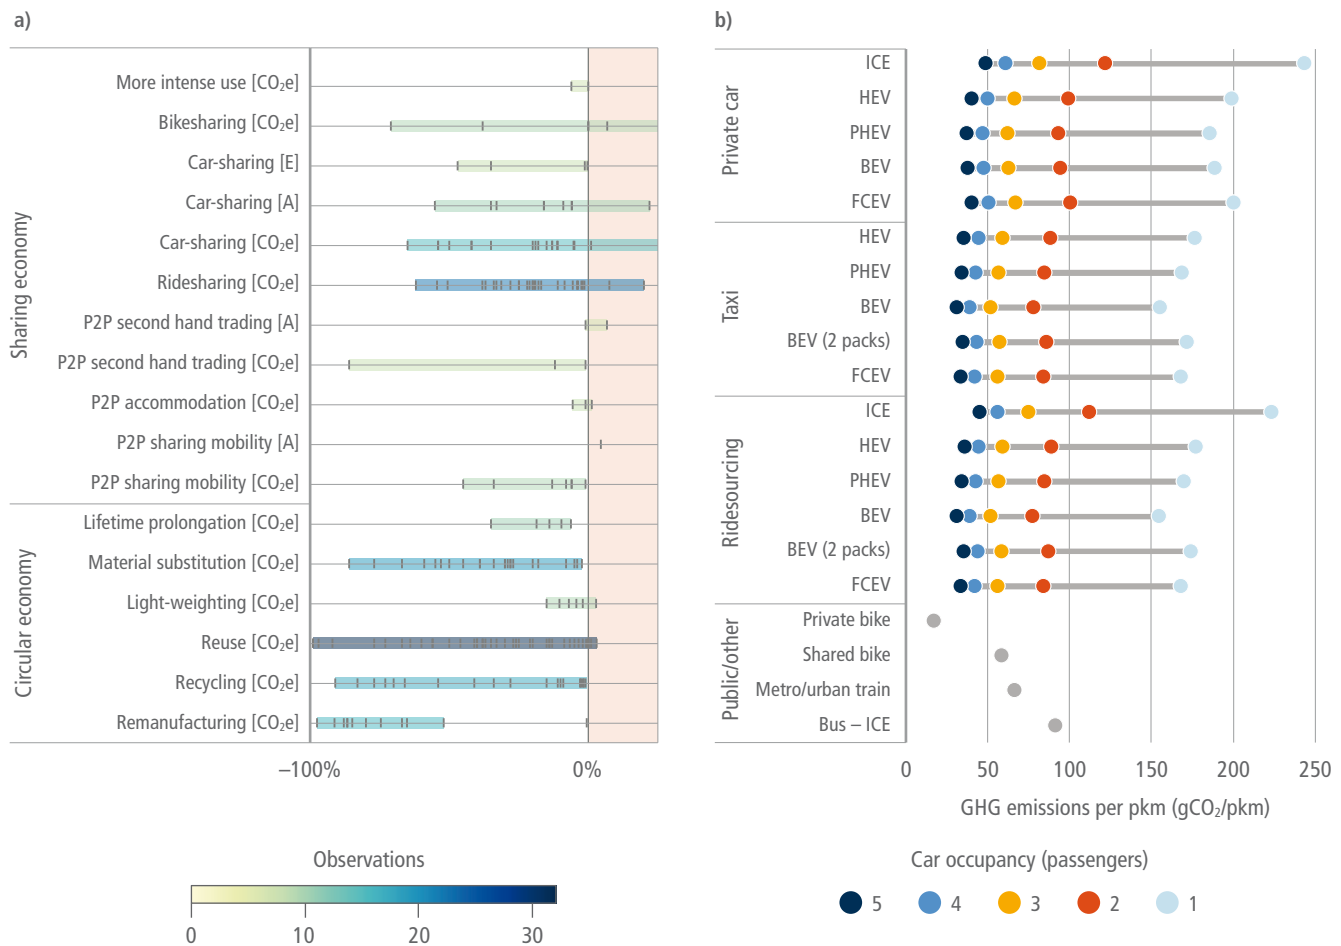 a)
Sharing economy
More intense use [CO₂e]
Bikesharing [CO₂e]
Car-sharing [E]
Car-sharing [A]
Car-sharing [CO₂e]
Ridesharing [CO₂e]
P2P second hand trading [A]
P2P second hand trading [CO₂e]
P2P accommodation [CO₂e]
P2P sharing mobility [A]
P2P sharing mobility [CO₂e]
Circular economy
Lifetime prolongation [CO₂e]
Material substitution [CO₂e]
Light-weighting [CO₂e]
Reuse [CO₂e]
Recycling [CO₂e]
Remanufacturing [CO₂e]
–100% 0%
Observations
0 10 20 30
b)
Private car
ICE
HEV
PHEV
BEV
FCEV
Taxi
HEV
PHEV
BEV
BEV (2 packs)
FCEV
Ridesourcing
ICE
HEV
PHEV
BEV
BEV (2 packs)
FCEV
Public/other
Private bike
Shared bike
Metro/urban train
Bus – ICE
0 50 100 150 200 250
GHG emissions per pkm (gCO₂/pkm)
Car occupancy (passengers)
5 4 3 2 1